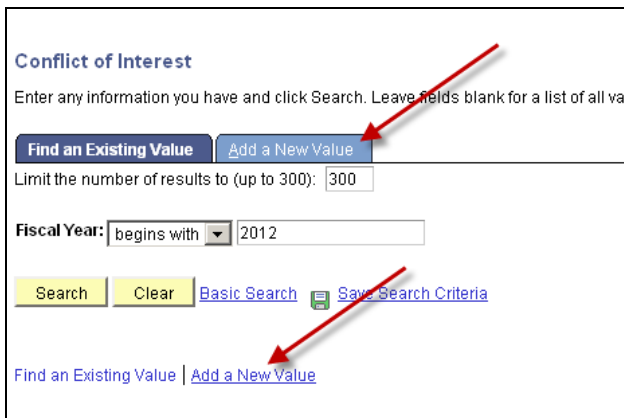 Conflict of Interest
Enter any information you have and click Search. Leave fields blank for a list of all va
Find an Existing Value Add a New Value
Limit the number of results to (up to 300): 300
Fiscal Year: begins with 2012
Search Clear Basic Search Save Search Criteria
Find an Existing Value | Add a New Value